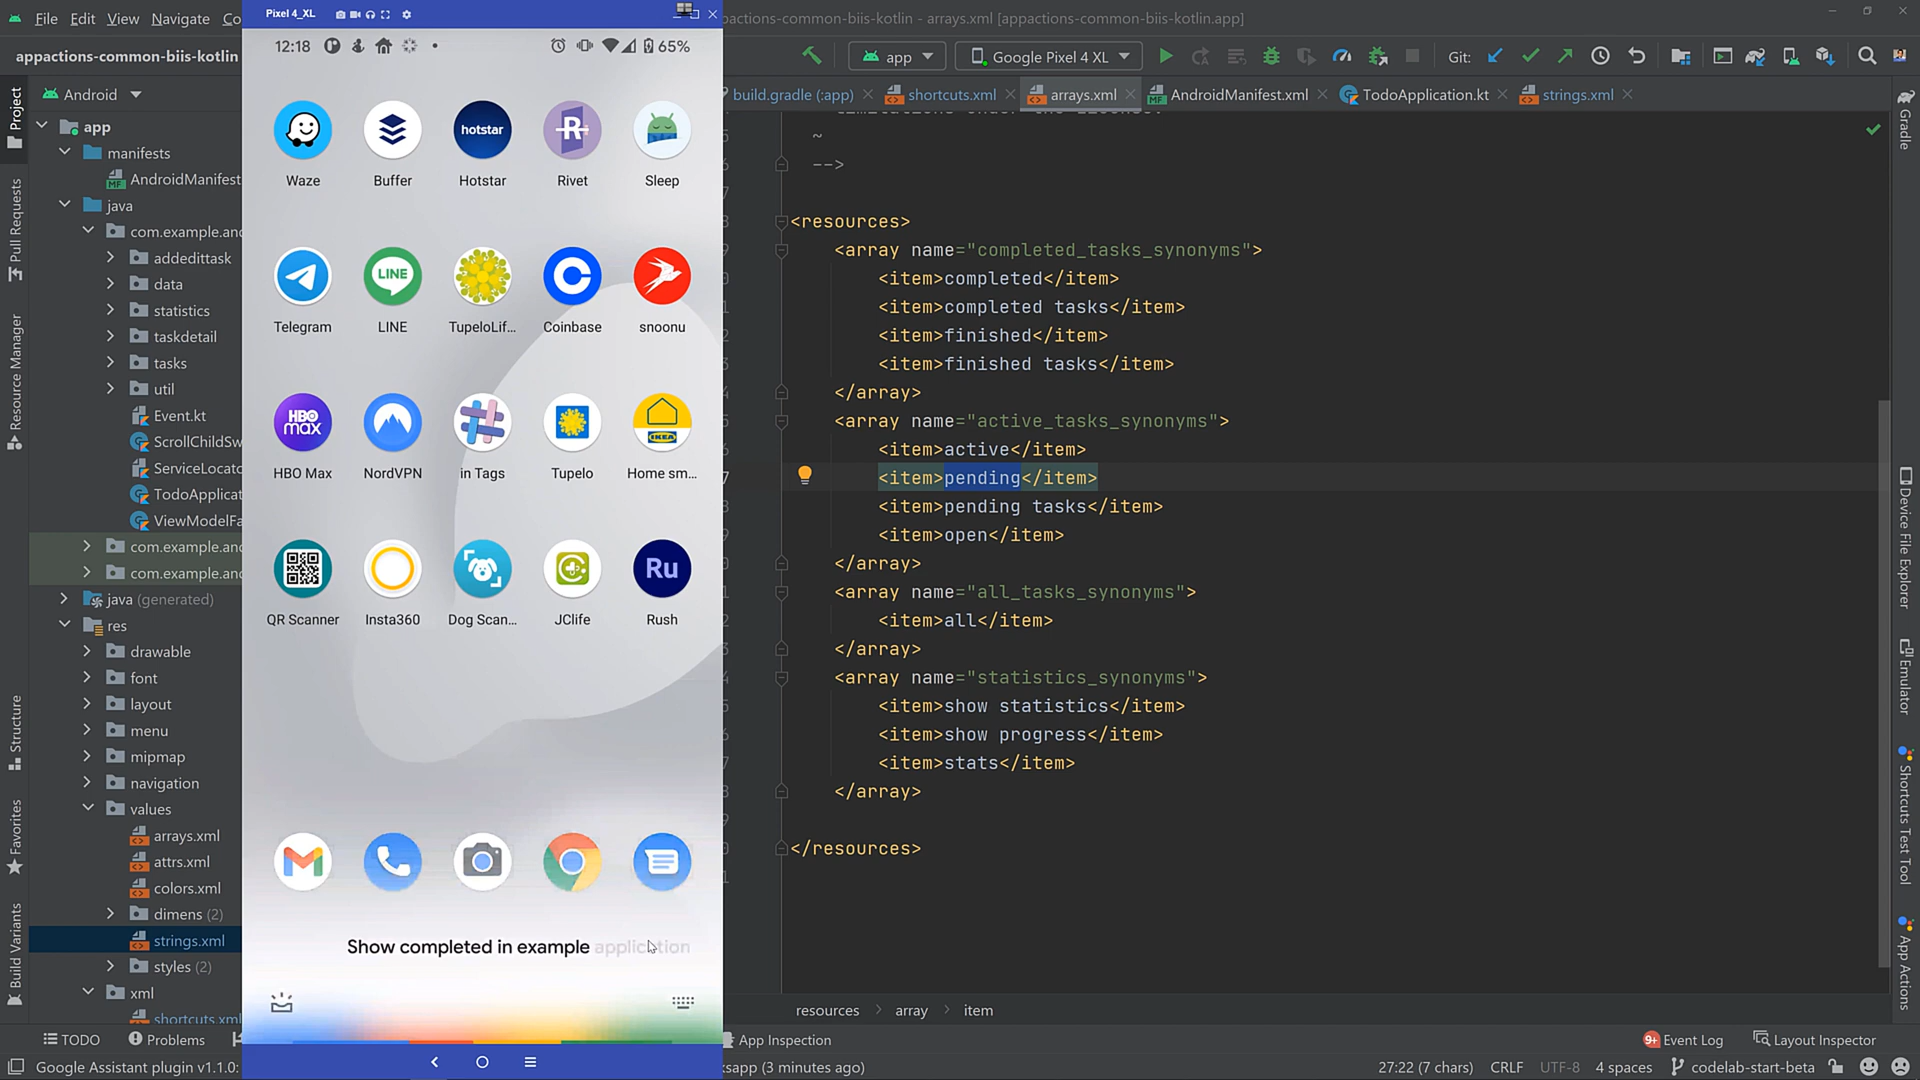 File Edit View Navigate Cod
Pixel 4_XL
pactions-common-biis-kotlin - arrays.xml [appactions-common-biis-kotlin.app]
appactions-common-biis-kotlin
12:18
65%
app
Google Pixel 4 XL
Git:
Android
build.gradle (:app)
shortcuts.xml
arrays.xml
AndroidManifest.xml
TodoApplication.kt
strings.xml
Project
Pull Requests
Resource Manager
Structure
Favorites
Build Variants
app
manifests
AndroidManifest
java
com.example.and
addedittask
data
statistics
taskdetail
tasks
util
Event.kt
ScrollChildSw
ServiceLocato
TodoApplicat
ViewModelFa
com.example.and
com.example.and
java (generated)
res
drawable
font
layout
menu
mipmap
navigation
values
arrays.xml
attrs.xml
colors.xml
dimens (2)
strings.xml
styles (2)
xml
shortcuts.xml
hotstar
R
Waze Buffer Hotstar Rivet Sleep
LINE
Telegram LINE TupeloLif... Coinbase snoonu
HBO
max
IKEA
HBO Max NordVPN in Tags Tupelo Home sm...
Ru
QR Scanner Insta360 Dog Scan... JClife Rush
Show completed in example application
~
-->
<resources>
<array name="completed_tasks_synonyms">
<item>completed</item>
<item>completed tasks</item>
<item>finished</item>
<item>finished tasks</item>
</array>
<array name="active_tasks_synonyms">
<item>active</item>
<item>pending</item>
<item>pending tasks</item>
<item>open</item>
</array>
<array name="all_tasks_synonyms">
<item>all</item>
</array>
<array name="statistics_synonyms">
<item>show statistics</item>
<item>show progress</item>
<item>stats</item>
</array>
</resources>
resources > array > item
Gradle
Device File Explorer
Emulator
Shortcuts Test Tool
App Actions
TODO Problems
App Inspection
9+ Event Log Layout Inspector
Google Assistant plugin v1.1.0:
sapp (3 minutes ago)
27:22 (7 chars) CRLF UTF-8 4 spaces codelab-start-beta